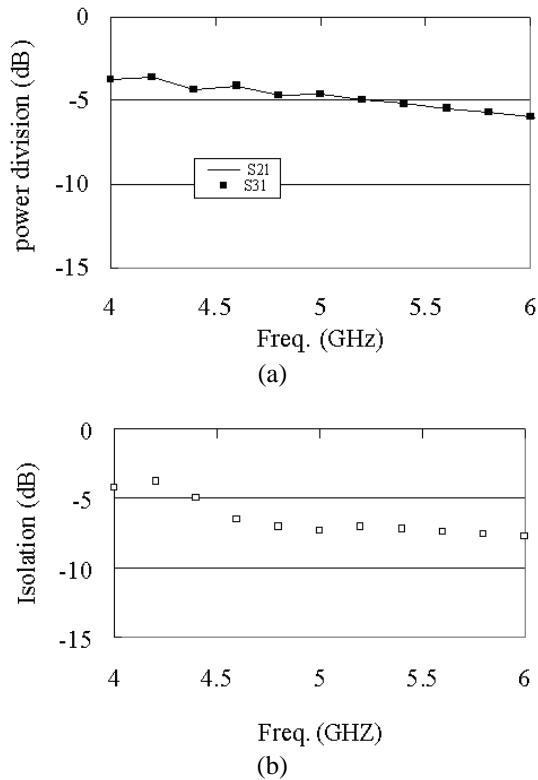 power division (dB)
0
-5
-10
-15
S21
S31
4
4.5
5
5.5
6
Freq. (GHz)
(a)
Isolation (dB)
0
-5
-10
-15
4
4.5
5
5.5
6
Freq. (GHZ)
(b)